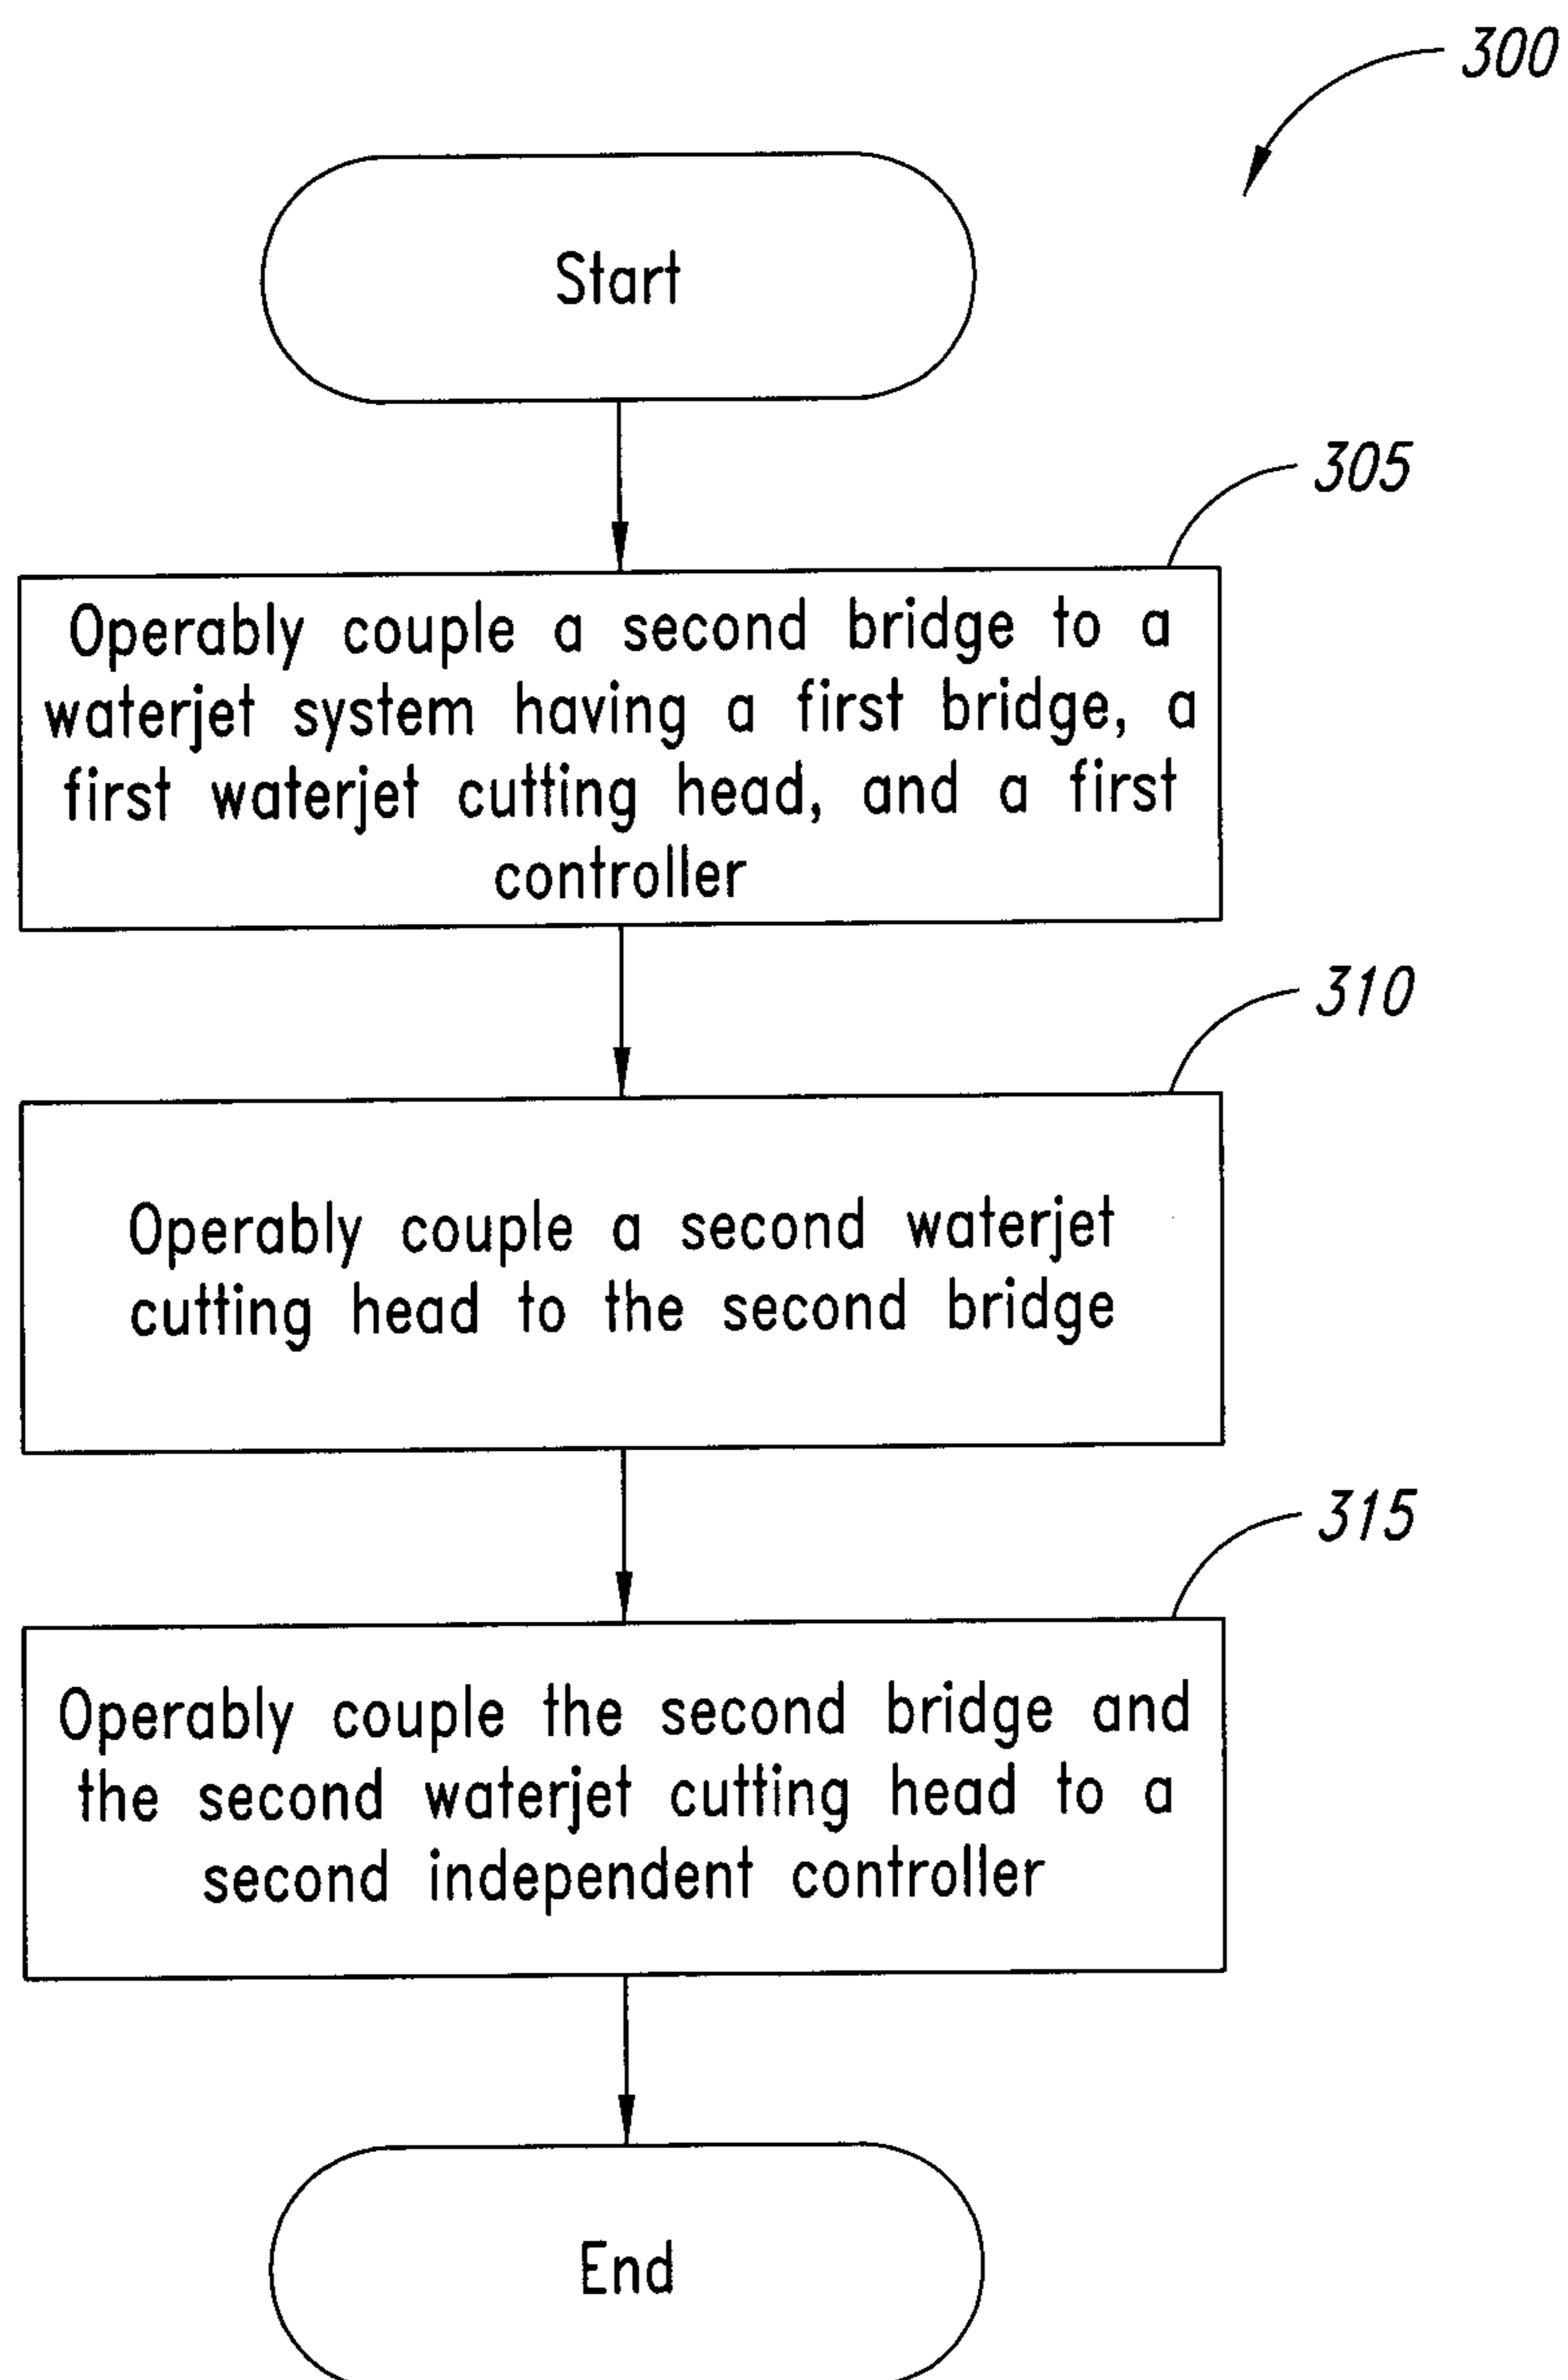 300
Start
305
Operably couple a second bridge to a
waterjet system having a first bridge, a
first waterjet cutting head, and a first
controller
310
Operably couple a second waterjet
cutting head to the second bridge
315
Operably couple the second bridge and
the second waterjet cutting head to a
second independent controller
End